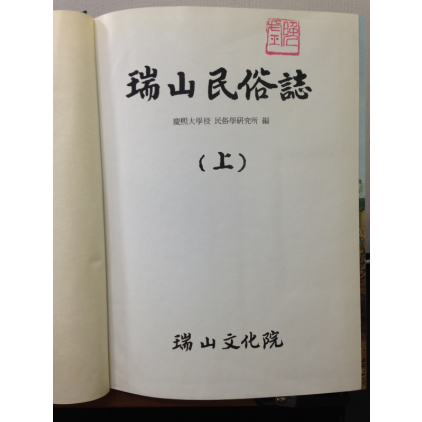 瑞山民俗誌
慶熙大學校 民俗學研究所 編
(上)
瑞山文化院